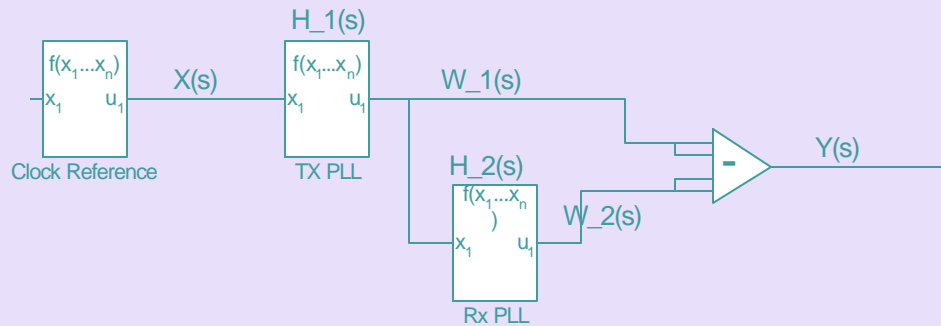 H_1(s)
f(x₁...xₙ)
x₁ u₁
Clock Reference
X(s)
f(x₁...xₙ)
x₁ u₁
TX PLL
W_1(s)
H_2(s)
f(x₁...xₙ
)
x₁ u₁
Rx PLL
W_2(s)
-
Y(s)